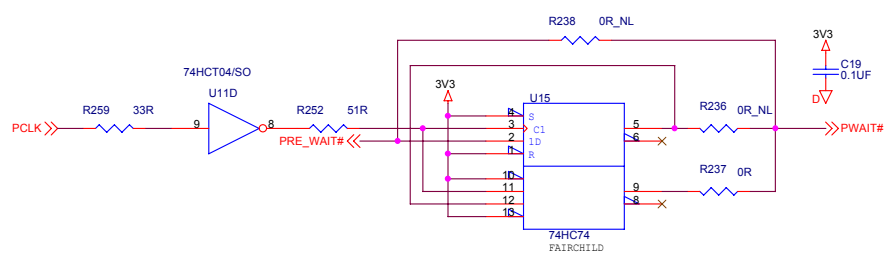 R238 0R_NL
3V3
C19
0.1UF
D
74HCT04/SO
U11D
3V3
U15
R259 33R
R252 51R
R236
0R_NL
PCLK
9
8
4
S
3
C1
5
PRE_WAIT#
2
1D
6
PWAIT#
1
R
R237 0R
10
11
9
12
8
13
74HC74
FAIRCHILD